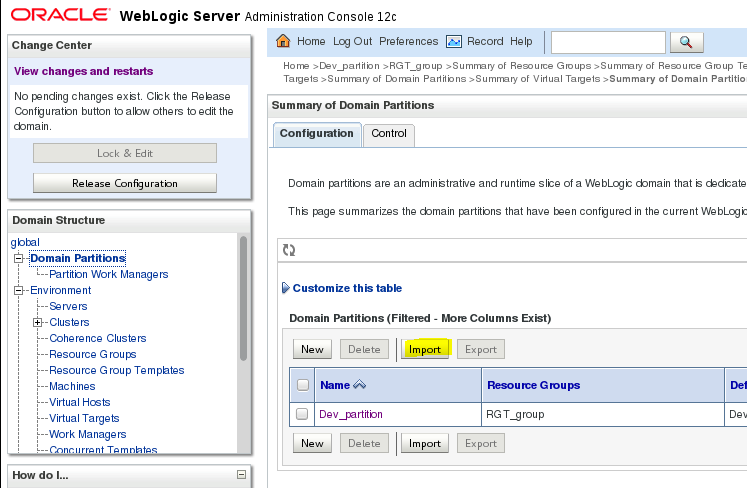 ORACLE WebLogic Server Administration Console 12c
Change Center
View changes and restarts
No pending changes exist. Click the Release
Configuration button to allow others to edit the
domain.
Lock & Edit
Release Configuration
Domain Structure
global
Domain Partitions
Partition Work Managers
Environment
Servers
Clusters
Coherence Clusters
Resource Groups
Resource Group Templates
Machines
Virtual Hosts
Virtual Targets
Work Managers
Concurrent Templates
How do I...
Home Log Out Preferences Record Help
Home >Dev_partition >RGT_group >Summary of Resource Groups >Summary of Resource Group Te
Targets >Summary of Domain Partitions >Summary of Virtual Targets >Summary of Domain Partitio
Summary of Domain Partitions
Configuration Control
Domain partitions are an administrative and runtime slice of a WebLogic domain that is dedicate
This page summarizes the domain partitions that have been configured in the current WebLogic
Customize this table
Domain Partitions (Filtered - More Columns Exist)
New Delete Import Export
Name Resource Groups Def
Dev_partition RGT_group Dev
New Delete Import Export